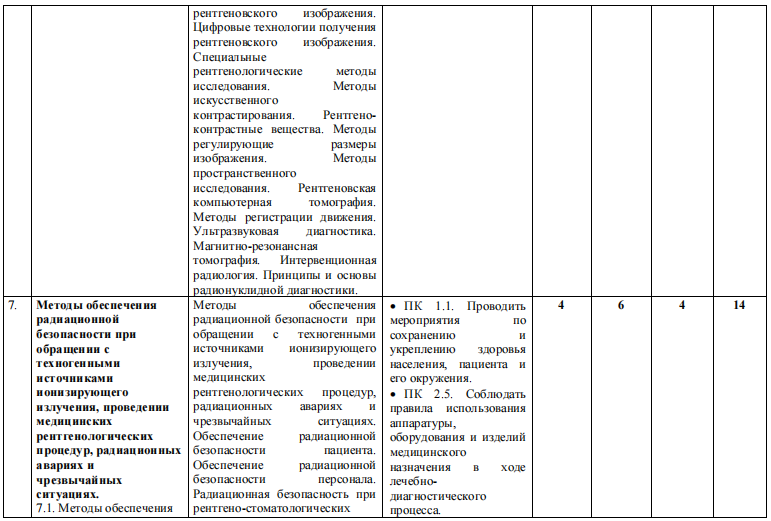 рентгеновского изображения.
Цифровые технологии получения
рентгеновского изображения.
Специальные
рентгенологические методы
исследования. Методы
искусственного
контрастирования. Рентгено-
контрастные вещества. Методы
регулирующие размеры
изображения. Методы
пространственного
исследования. Рентгеновская
компьютерная томография.
Методы регистрации движения.
Ультразвуковая диагностика.
Магнитно-резонансная
томография. Интервенционная
радиология. Принципы и основы
радионуклидной диагностики.
7.
Методы обеспечения
радиационной
безопасности при
обращении с
техногенными
источниками
ионизирующего
излучения, проведении
медицинских
рентгенологических
процедур, радиационных
авариях и
чрезвычайных
ситуациях.
7.1. Методы обеспечения
Методы обеспечения
радиационной безопасности при
обращении с техногенными
источниками ионизирующего
излучения, проведении
медицинских
рентгенологических процедур,
радиационных авариях и
чрезвычайных ситуациях.
Обеспечение радиационной
безопасности пациента.
Обеспечение радиационной
безопасности персонала.
Радиационная безопасность при
рентгено-стоматологических
• ПК 1.1. Проводить
мероприятия по
сохранению и
укреплению здоровья
населения, пациента и
его окружения.
• ПК 2.5. Соблюдать
правила использования
аппаратуры,
оборудования и изделий
медицинского
назначения в ходе
лечебно-
диагностического
процесса.
4
6
4
14